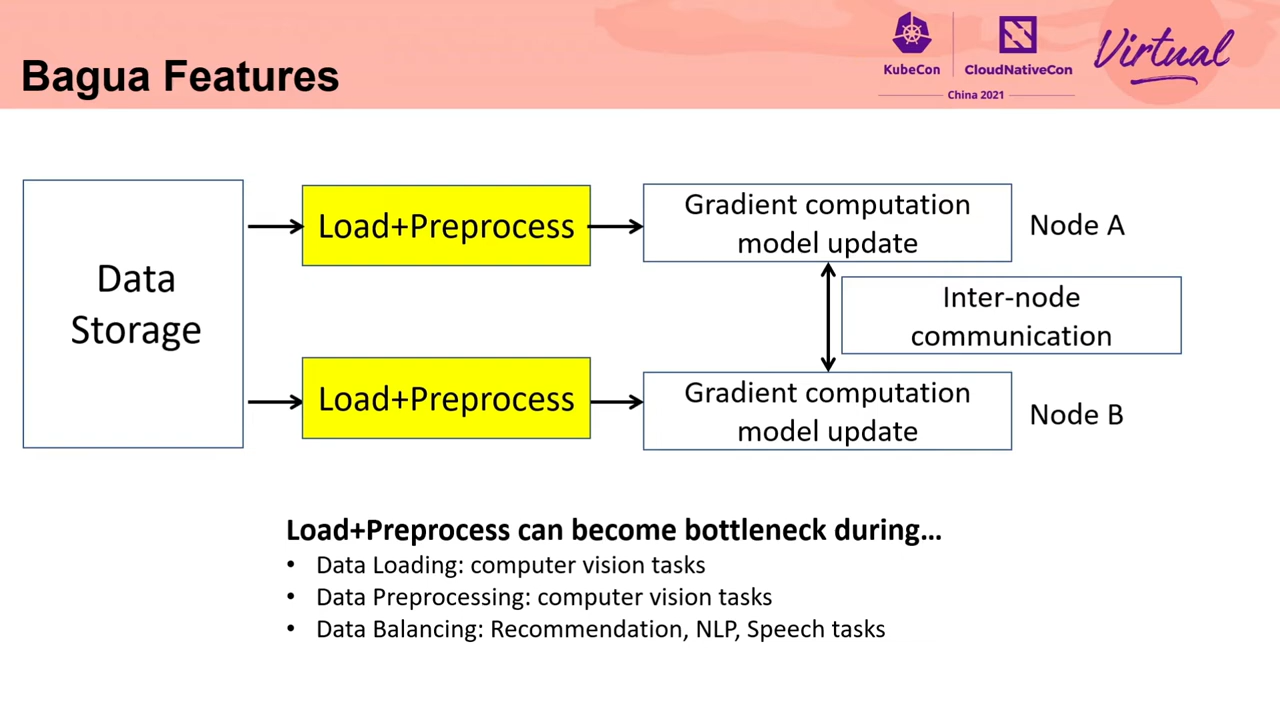 Bagua Features
KubeCon
CloudNativeCon
China 2021
Virtual
Data
Storage
Load+Preprocess
Gradient computation
model update
Node A
Inter-node
communication
Load+Preprocess
Gradient computation
model update
Node B
Load+Preprocess can become bottleneck during…
• Data Loading: computer vision tasks
• Data Preprocessing: computer vision tasks
• Data Balancing: Recommendation, NLP, Speech tasks